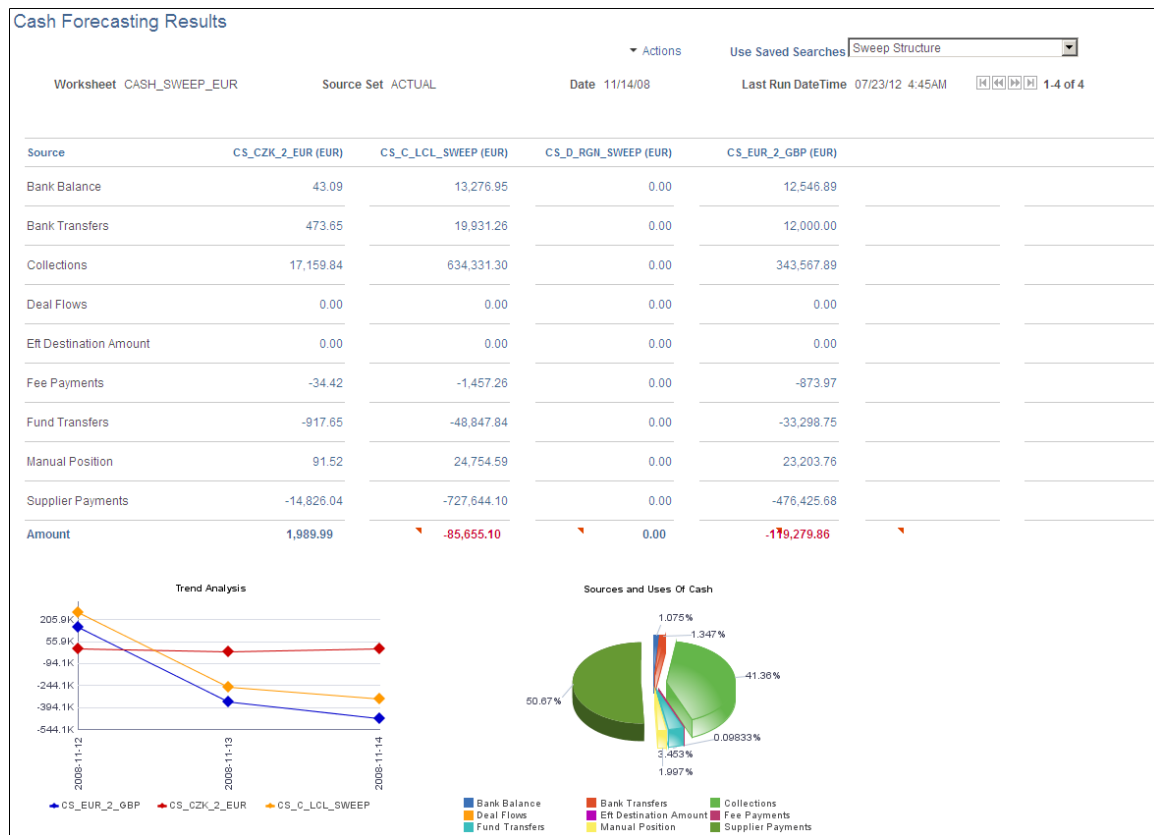 Cash Forecasting Results
Actions Use Saved Searches Sweep Structure
Worksheet CASH_SWEEP_EUR Source Set ACTUAL Date 11/14/08 Last Run DateTime 07/23/12 4:45AM 1-4 of 4
Source CS_CZK_2_EUR (EUR) CS_C_LCL_SWEEP (EUR) CS_D_RGN_SWEEP (EUR) CS_EUR_2_GBP (EUR)
Bank Balance 43.09 13,276.95 0.00 12,546.89
Bank Transfers 473.65 19,931.26 0.00 12,000.00
Collections 17,159.84 634,331.30 0.00 343,567.89
Deal Flows 0.00 0.00 0.00 0.00
Eft Destination Amount 0.00 0.00 0.00 0.00
Fee Payments -34.42 -1,457.26 0.00 -873.97
Fund Transfers -917.65 -48,847.84 0.00 -33,298.75
Manual Position 91.52 24,754.59 0.00 23,203.76
Supplier Payments -14,826.04 -727,644.10 0.00 -476,425.68
Amount 1,989.99 -85,655.10 0.00 -119,279.86
Trend Analysis
205.9K
55.9K
-94.1K
-244.1K
-394.1K
-544.1K
2008-11-12
2008-11-13
2008-11-14
CS_EUR_2_GBP CS_CZK_2_EUR CS_C_LCL_SWEEP
Sources and Uses Of Cash
1.075%
1.347%
41.36%
50.67%
0.09833%
3.453%
1.997%
Bank Balance Bank Transfers Collections
Deal Flows Eft Destination Amount Fee Payments
Fund Transfers Manual Position Supplier Payments